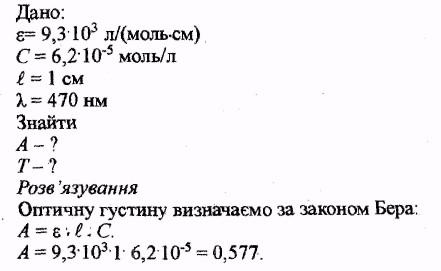 Дано:
ε= 9,3·10³ л/(моль·см)
C = 6,2·10⁻⁵ моль/л
ℓ = 1 см
λ = 470 нм
Знайти
A – ?
T – ?
Розв'язування
Оптичну густину визначаємо за законом Бера:
A = ε · ℓ · C.
A = 9,3·10³·1· 6,2·10⁻⁵ = 0,577.